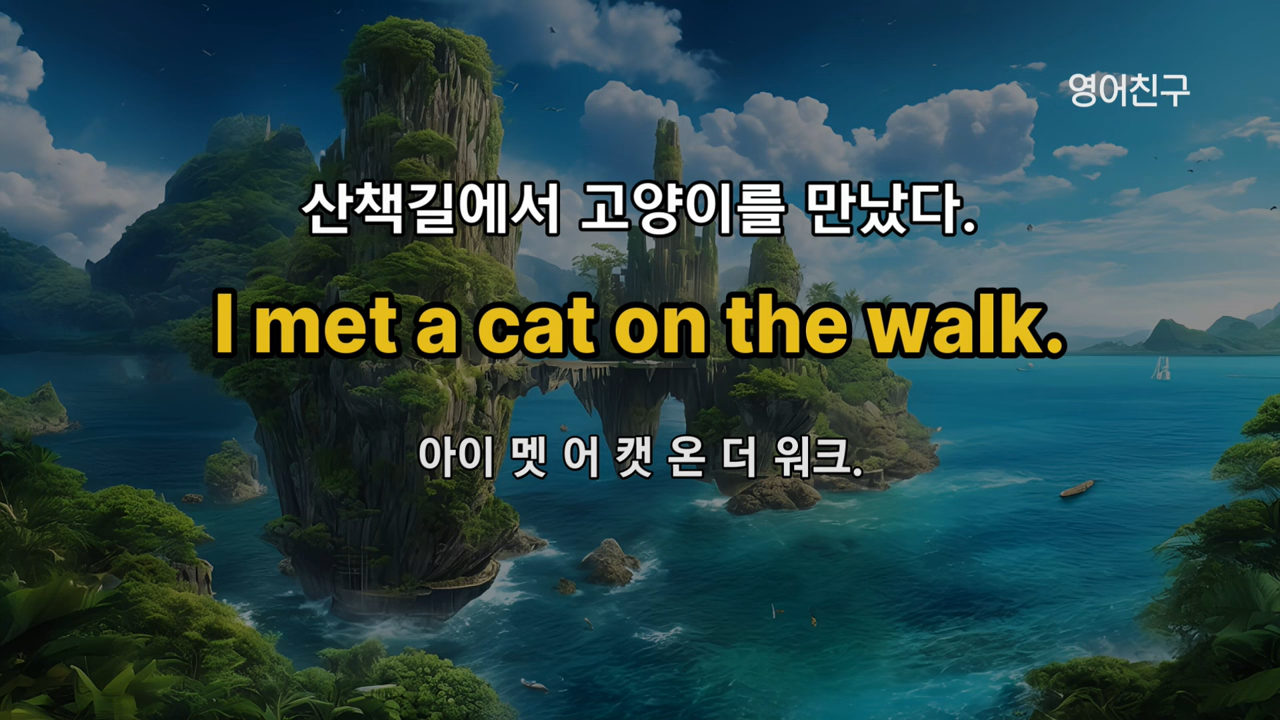 영어친구
산책길에서 고양이를 만났다.
I met a cat on the walk.
아이 멧 어 캣 온 더 워크.